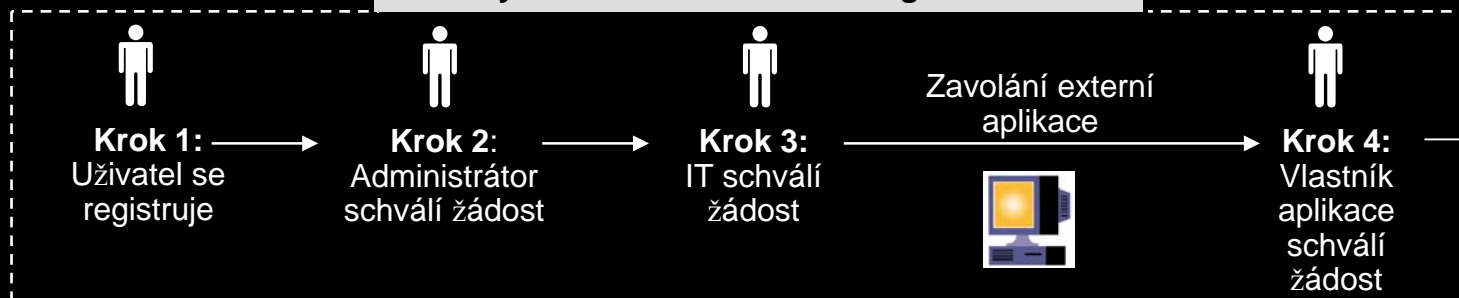 Krok 1:
Uživatel se
registruje
Krok 2:
Administrátor
schválí žádost
Krok 3:
IT schválí
žádost
Zavolání externí
aplikace
Krok 4:
Vlastník
aplikace
schválí
žádost